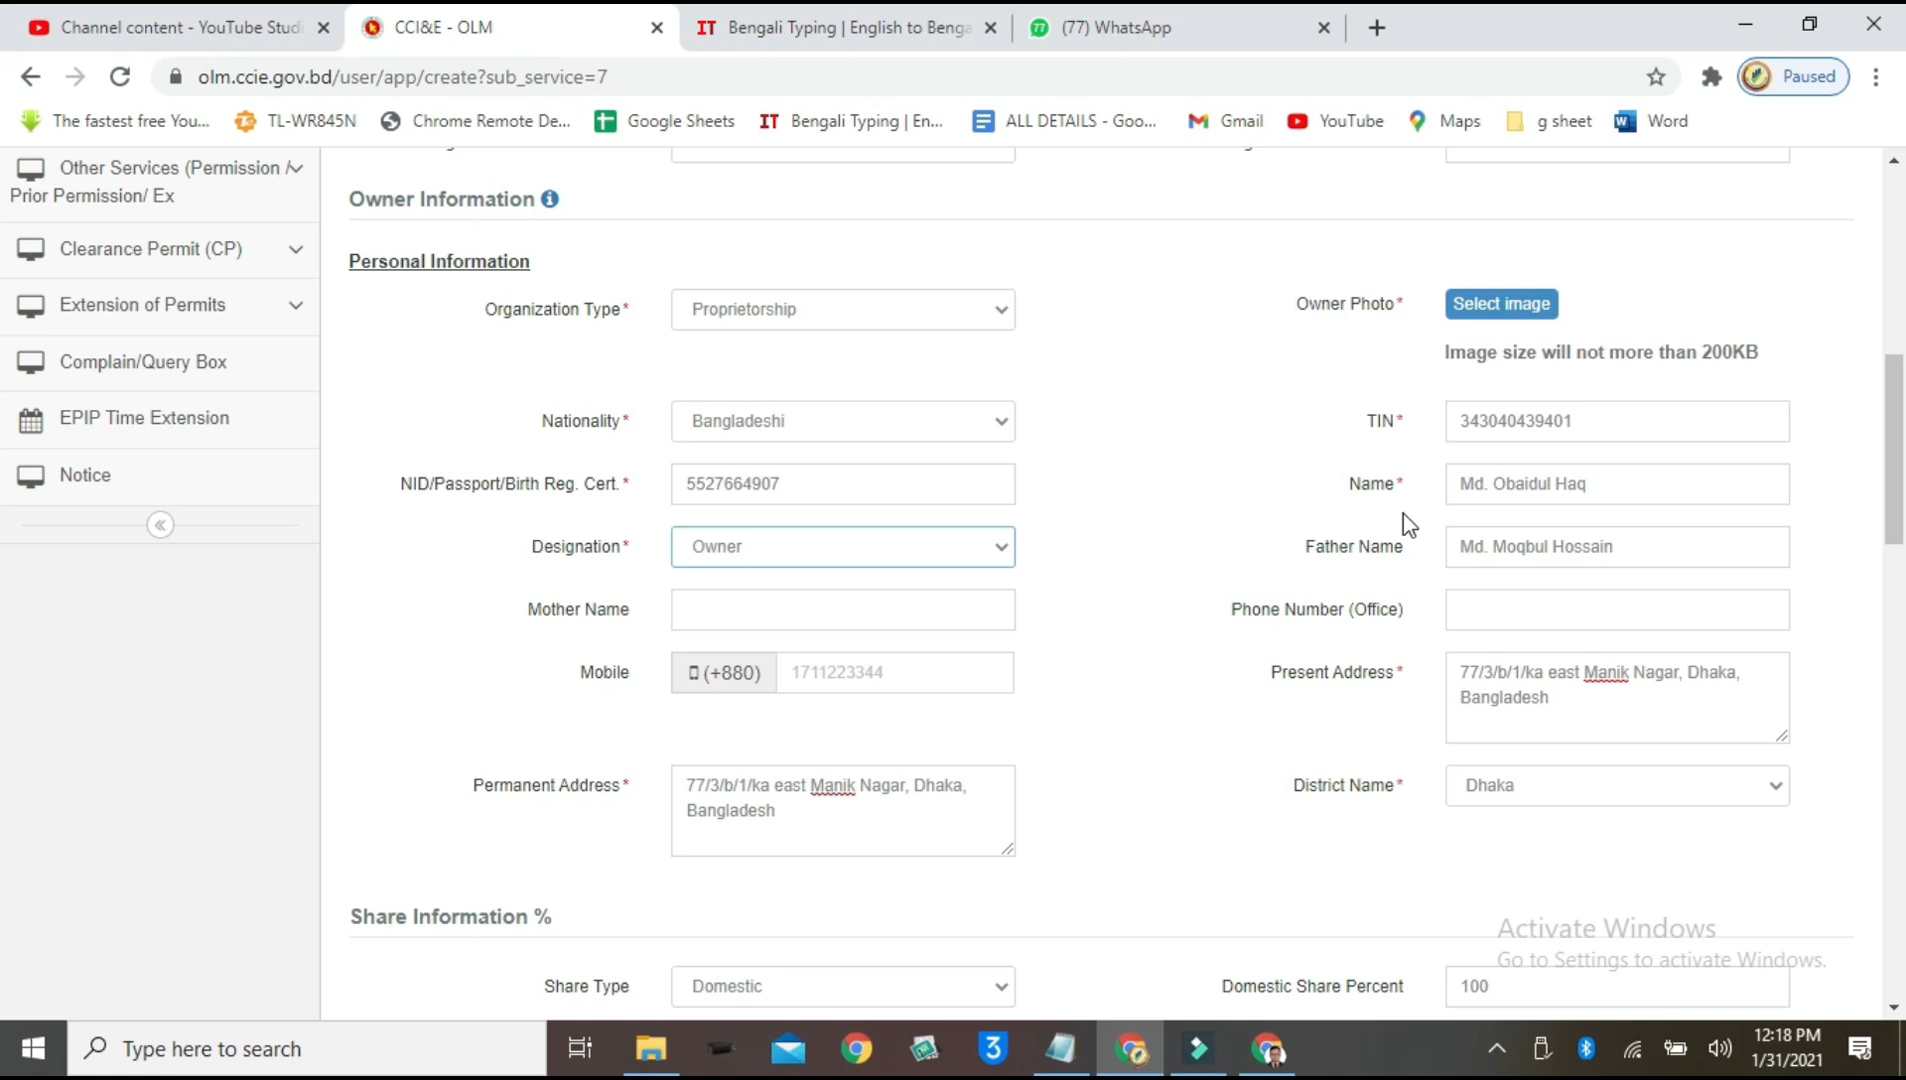 Channel content - YouTube Studi
CCI&E - OLM
IT Bengali Typing | English to Benga
(77) WhatsApp
olm.ccie.gov.bd/user/app/create?sub_service=7
Paused
The fastest free You...
TL-WR845N
Chrome Remote De...
Google Sheets
IT Bengali Typing | En...
ALL DETAILS - Goo...
Gmail
YouTube
Maps
g sheet
Word
Other Services (Permission /
Prior Permission/ Ex
Clearance Permit (CP)
Extension of Permits
Complain/Query Box
EPIP Time Extension
Notice
Owner Information
Personal Information
Organization Type* Proprietorship
Owner Photo* Select image
Image size will not more than 200KB
Nationality* Bangladeshi
TIN* 343040439401
NID/Passport/Birth Reg. Cert.* 5527664907
Name* Md. Obaidul Haq
Designation* Owner
Father Name Md. Moqbul Hossain
Mother Name
Phone Number (Office)
Mobile (+880) 1711223344
Present Address* 77/3/b/1/ka east Manik Nagar, Dhaka,
Bangladesh
Permanent Address* 77/3/b/1/ka east Manik Nagar, Dhaka,
Bangladesh
District Name* Dhaka
Share Information %
Activate Windows
Go to Settings to activate Windows.
Share Type Domestic
Domestic Share Percent 100
Type here to search
3
12:18 PM
1/31/2021